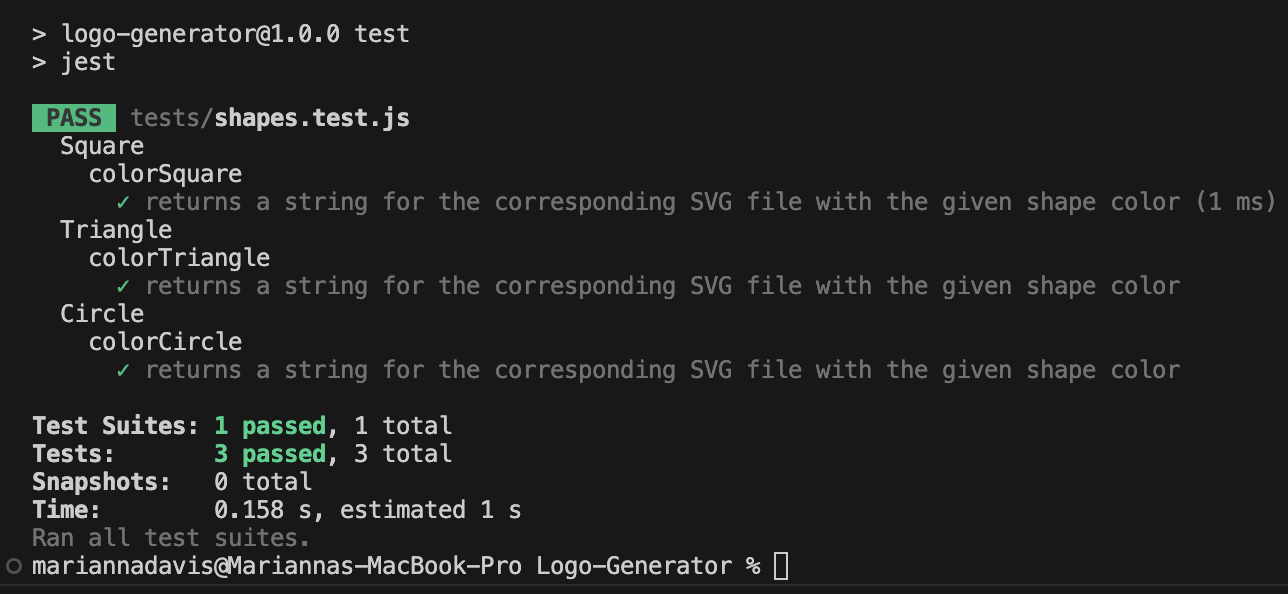 > logo-generator@1.0.0 test
> jest
PASS tests/shapes.test.js
Square
colorSquare
✓ returns a string for the corresponding SVG file with the given shape color (1 ms)
Triangle
colorTriangle
✓ returns a string for the corresponding SVG file with the given shape color
Circle
colorCircle
✓ returns a string for the corresponding SVG file with the given shape color
Test Suites: 1 passed, 1 total
Tests: 3 passed, 3 total
Snapshots: 0 total
Time: 0.158 s, estimated 1 s
Ran all test suites.
mariannadavis@Mariannas-MacBook-Pro Logo-Generator %